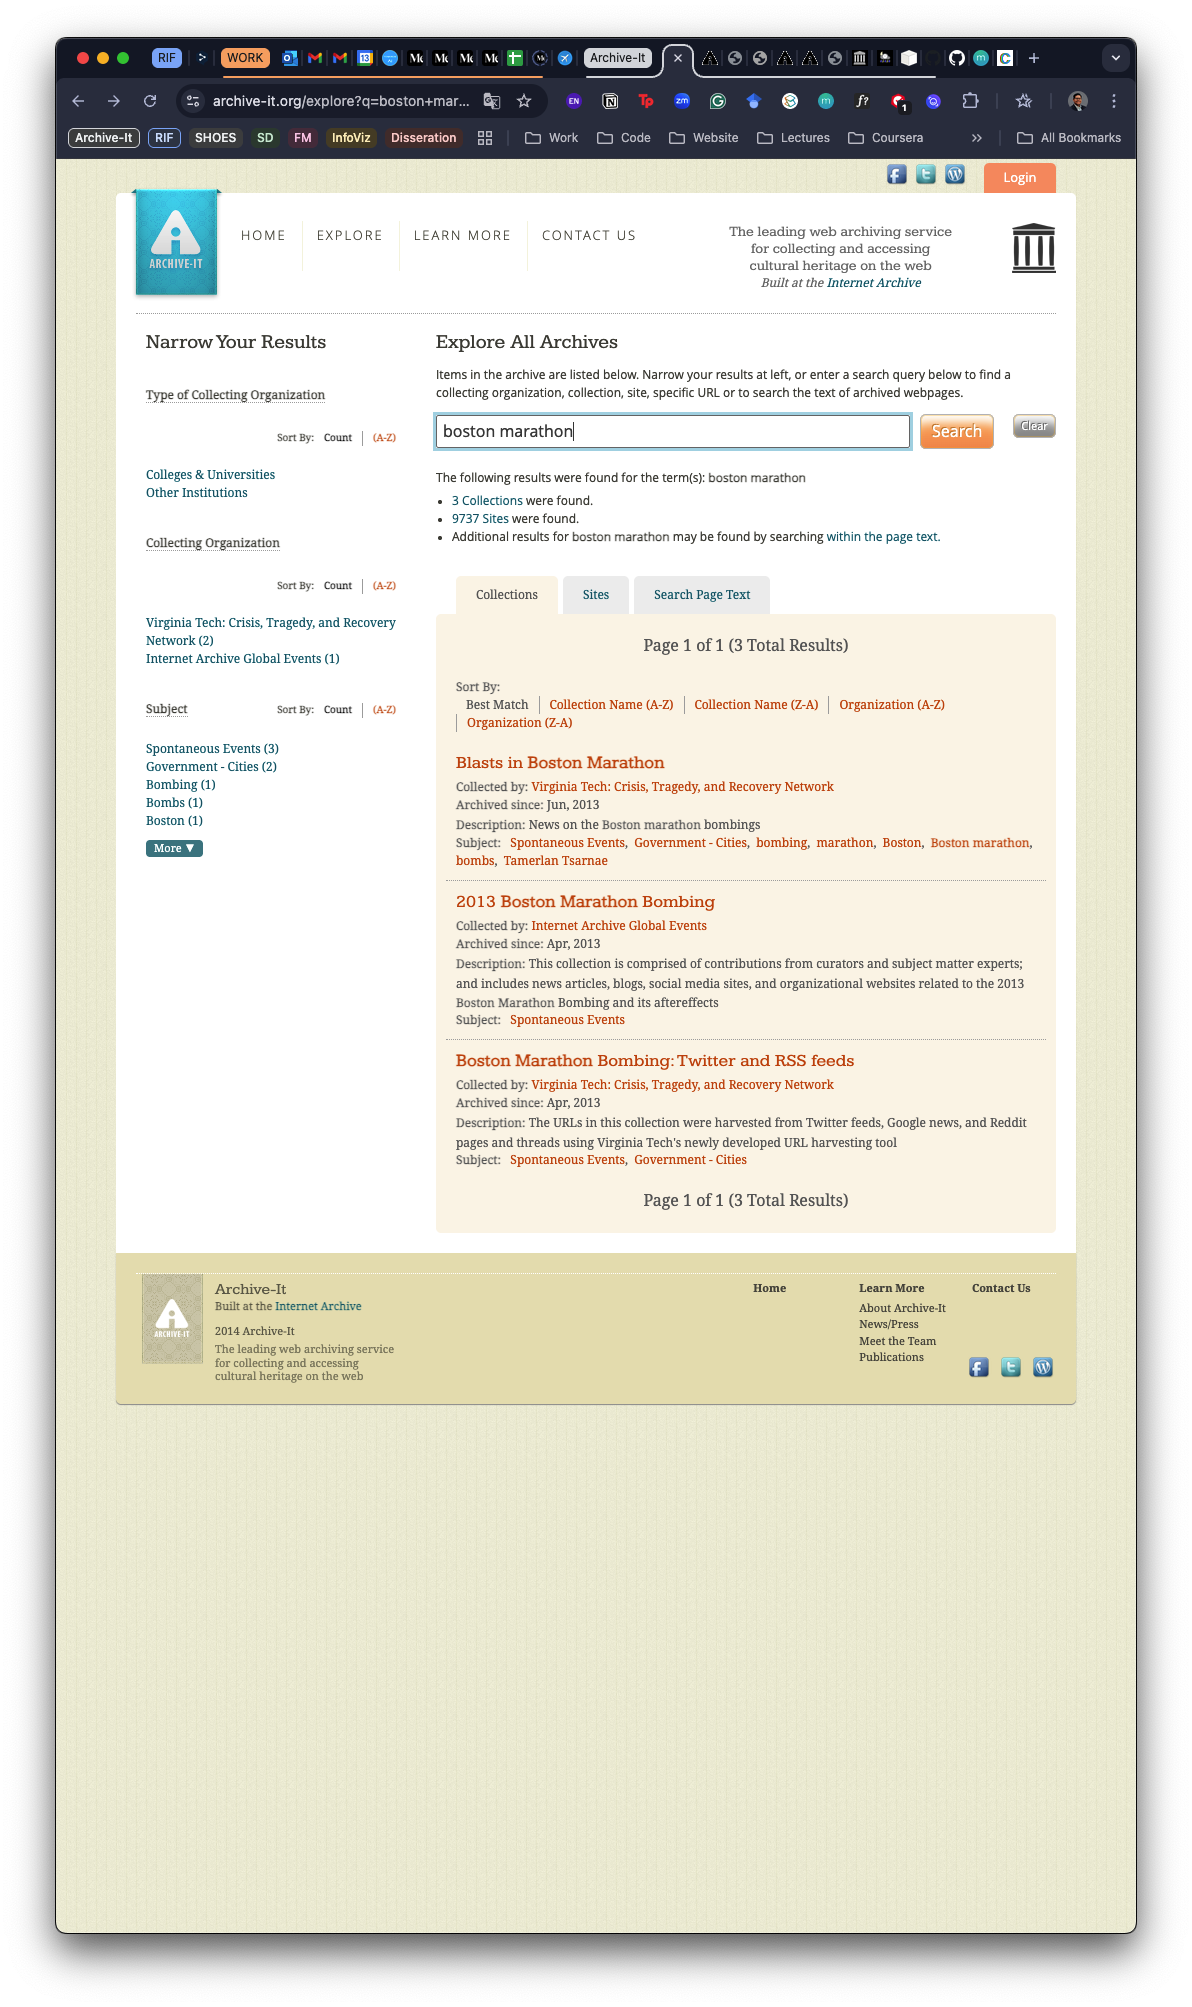 RIF
WORK
Archive-It
archive-it.org/explore?q=boston+mar...
Archive-It
RIF
SHOES
SD
FM
InfoViz
Disseration
Work
Code
Website
Lectures
Coursera
All Bookmarks
Login
ARCHIVE-IT
HOME
EXPLORE
LEARN MORE
CONTACT US
The leading web archiving service
for collecting and accessing
cultural heritage on the web
Built at the Internet Archive
Narrow Your Results
Type of Collecting Organization
Sort By: Count (A-Z)
Colleges & Universities
Other Institutions
Collecting Organization
Sort By: Count (A-Z)
Virginia Tech: Crisis, Tragedy, and Recovery
Network (2)
Internet Archive Global Events (1)
Subject Sort By: Count (A-Z)
Spontaneous Events (3)
Government - Cities (2)
Bombing (1)
Bombs (1)
Boston (1)
More ▼
Explore All Archives
Items in the archive are listed below. Narrow your results at left, or enter a search query below to find a
collecting organization, collection, site, specific URL or to search the text of archived webpages.
boston marathon
Search
Clear
The following results were found for the term(s): boston marathon
• 3 Collections were found.
• 9737 Sites were found.
• Additional results for boston marathon may be found by searching within the page text.
Collections
Sites
Search Page Text
Page 1 of 1 (3 Total Results)
Sort By:
Best Match Collection Name (A-Z) Collection Name (Z-A) Organization (A-Z)
Organization (Z-A)
Blasts in Boston Marathon
Collected by: Virginia Tech: Crisis, Tragedy, and Recovery Network
Archived since: Jun, 2013
Description: News on the Boston marathon bombings
Subject: Spontaneous Events, Government - Cities, bombing, marathon, Boston, Boston marathon,
bombs, Tamerlan Tsarnae
2013 Boston Marathon Bombing
Collected by: Internet Archive Global Events
Archived since: Apr, 2013
Description: This collection is comprised of contributions from curators and subject matter experts;
and includes news articles, blogs, social media sites, and organizational websites related to the 2013
Boston Marathon Bombing and its aftereffects
Subject: Spontaneous Events
Boston Marathon Bombing: Twitter and RSS feeds
Collected by: Virginia Tech: Crisis, Tragedy, and Recovery Network
Archived since: Apr, 2013
Description: The URLs in this collection were harvested from Twitter feeds, Google news, and Reddit
pages and threads using Virginia Tech's newly developed URL harvesting tool
Subject: Spontaneous Events, Government - Cities
Page 1 of 1 (3 Total Results)
ARCHIVE-IT
Archive-It
Built at the Internet Archive
2014 Archive-It
The leading web archiving service
for collecting and accessing
cultural heritage on the web
Home
Learn More
About Archive-It
News/Press
Meet the Team
Publications
Contact Us